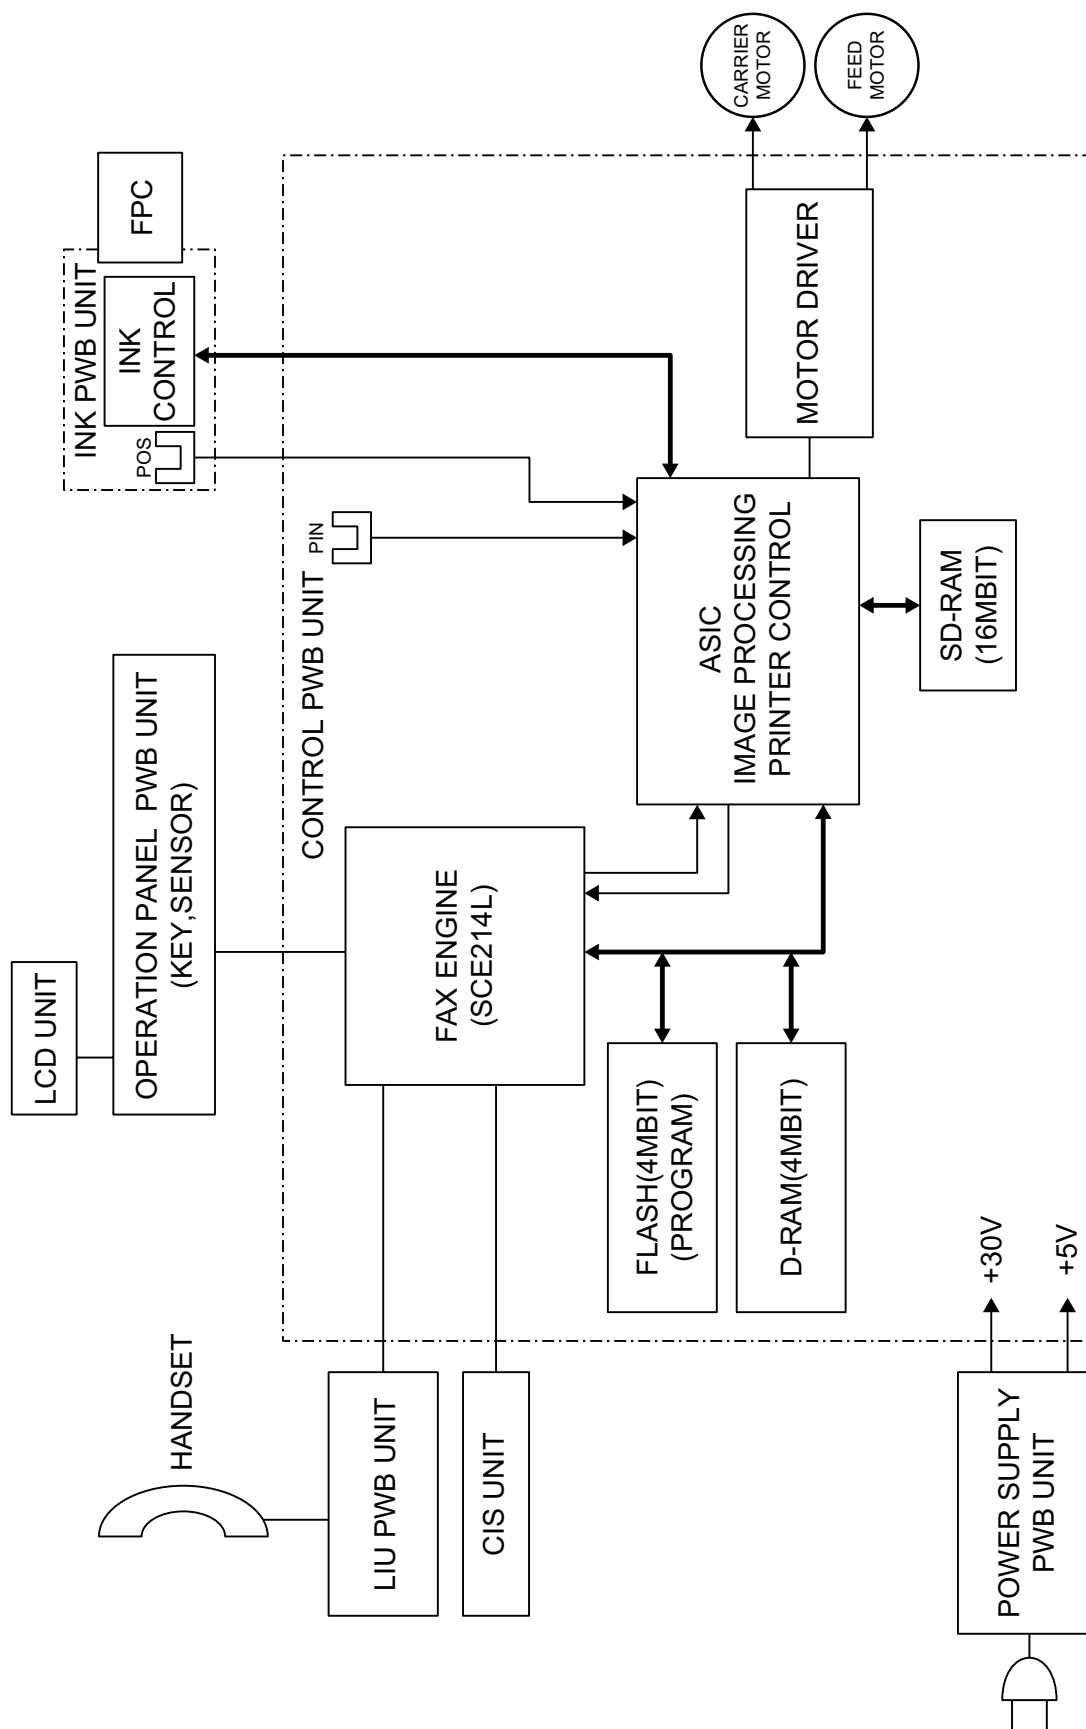 HANDSET
LCD UNIT
OPERATION PANEL PWB UNIT
(KEY,SENSOR)
INK PWB UNIT
FPC
INK
CONTROL
POS
LIU PWB UNIT
CIS UNIT
CONTROL PWB UNIT
PIN
FAX ENGINE
(SCE214L)
FLASH(4MBIT)
(PROGRAM)
D-RAM(4MBIT)
ASIC
IMAGE PROCESSING
PRINTER CONTROL
MOTOR DRIVER
CARRIER
MOTOR
FEED
MOTOR
SD-RAM
(16MBIT)
POWER SUPPLY
PWB UNIT
+30V
+5V